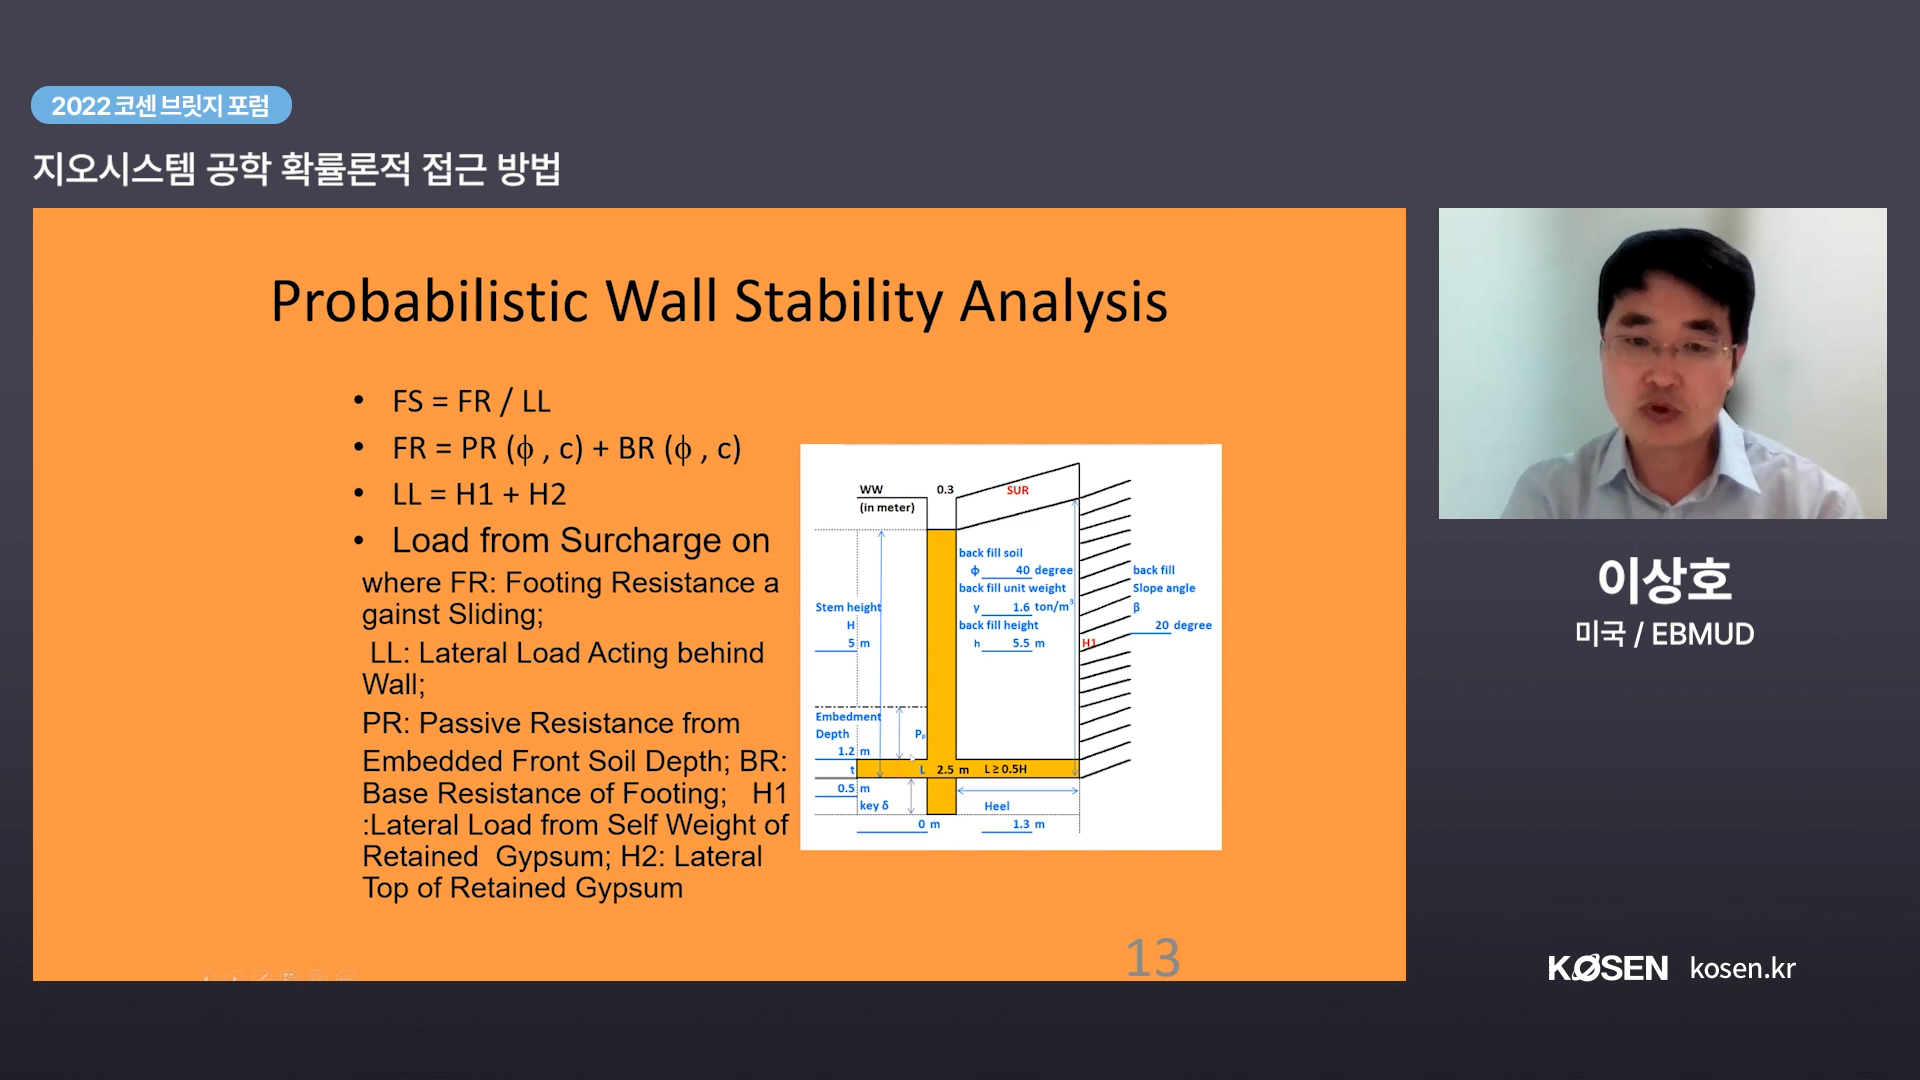 2022 코센 브릿지 포럼
지오시스템 공학 확률론적 접근 방법
Probabilistic Wall Stability Analysis
• FS = FR / LL
• FR = PR (ϕ , c) + BR (ϕ , c)
• LL = H1 + H2
• Load from Surcharge on
where FR: Footing Resistance a
gainst Sliding;
LL: Lateral Load Acting behind
Wall;
PR: Passive Resistance from
Embedded Front Soil Depth; BR:
Base Resistance of Footing; H1
:Lateral Load from Self Weight of
Retained Gypsum; H2: Lateral
Top of Retained Gypsum
WW 0.3 SUR
(in meter)
back fill soil
ϕ 40 degree
back fill unit weight
γ 1.6 ton/m³
back fill height
h 5.5 m
H1
back fill
Slope angle
β
20 degree
Stem height
H
5 m
Embedment
Depth
1.2 m
Pₚ
t L 2.5 m L ≥ 0.5H
0.5 m
key δ Heel
0 m 1.3 m
13
이상호
미국 / EBMUD
KOSEN kosen.kr